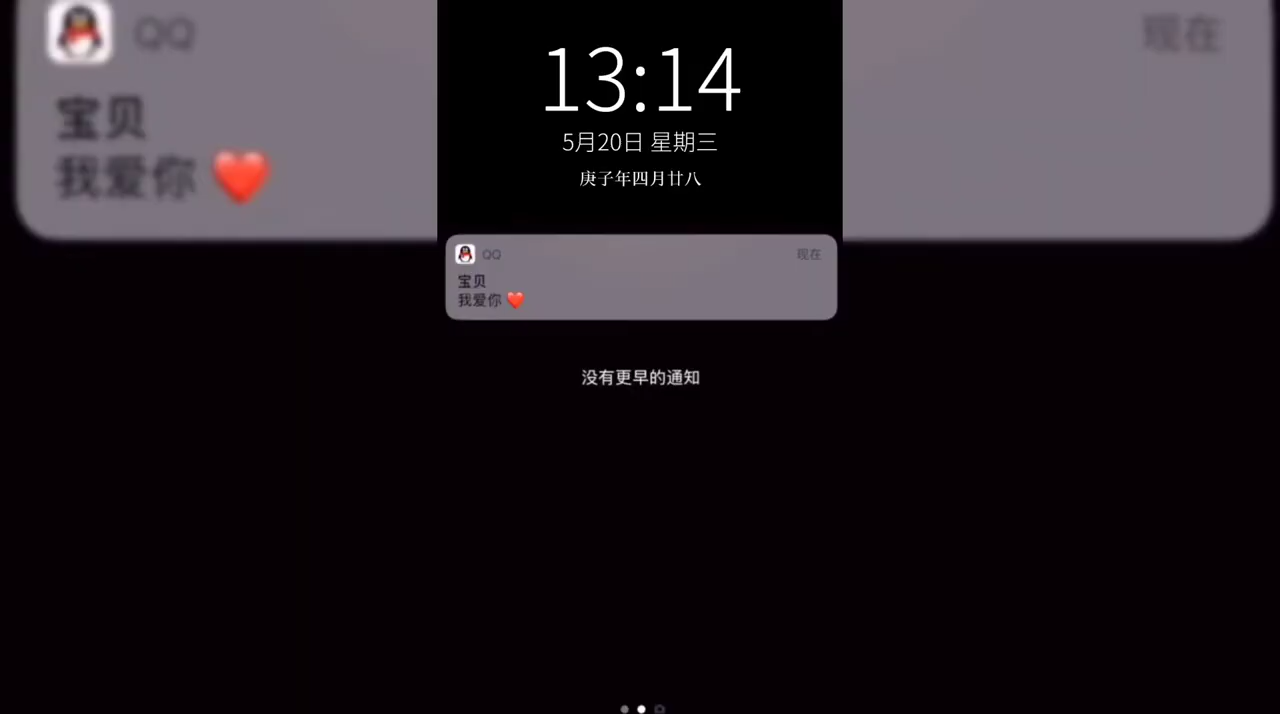 QQ 现在
宝贝
我爱你 ❤️
13:14
5月20日 星期三
庚子年四月廿八
QQ 现在
宝贝
我爱你 ❤️
没有更早的通知